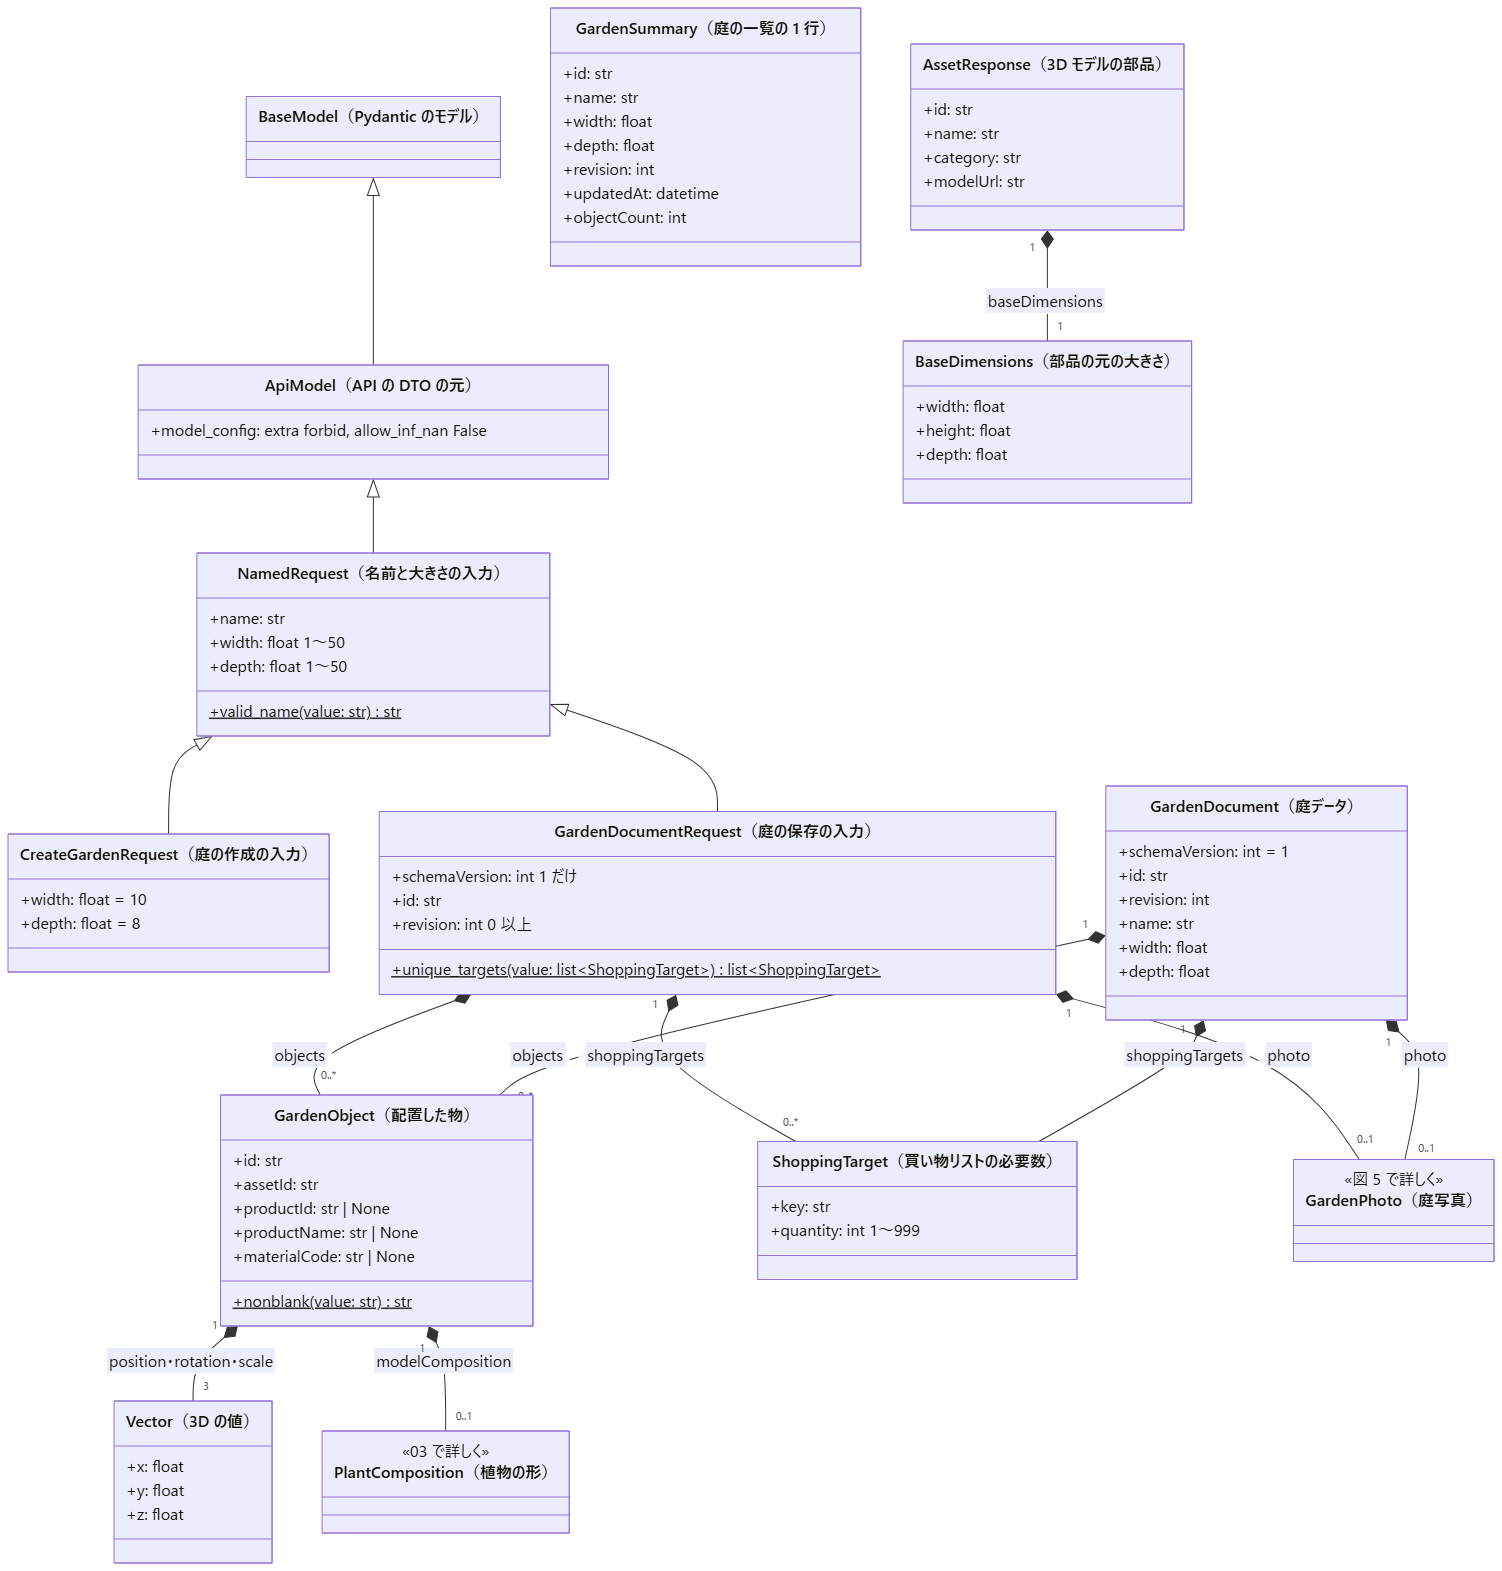 GardenSummary（庭の一覧の 1 行）
+id: str
+name: str
+width: float
+depth: float
+revision: int
+updatedAt: datetime
+objectCount: int
AssetResponse（3D モデルの部品）
+id: str
+name: str
+category: str
+modelUrl: str
BaseModel（Pydantic のモデル）
1
baseDimensions
1
BaseDimensions（部品の元の大きさ）
+width: float
+height: float
+depth: float
ApiModel（API の DTO の元）
+model_config: extra forbid, allow_inf_nan False
NamedRequest（名前と大きさの入力）
+name: str
+width: float 1～50
+depth: float 1～50
+valid_name(value: str) : str
CreateGardenRequest（庭の作成の入力）
+width: float = 10
+depth: float = 8
GardenDocumentRequest（庭の保存の入力）
+schemaVersion: int 1 だけ
+id: str
+revision: int 0 以上
+unique_targets(value: list<ShoppingTarget>) : list<ShoppingTarget>
GardenDocument（庭データ）
+schemaVersion: int = 1
+id: str
+revision: int
+name: str
+width: float
+depth: float
1
1
1
1
1
objects
objects
shoppingTargets
shoppingTargets
photo
photo
0..*
0..*
0..1
0..1
GardenObject（配置した物）
+id: str
+assetId: str
+productId: str | None
+productName: str | None
+materialCode: str | None
+nonblank(value: str) : str
ShoppingTarget（買い物リストの必要数）
+key: str
+quantity: int 1～999
«図 5 で詳しく»
GardenPhoto（庭写真）
1
1
position・rotation・scale
modelComposition
3
0..1
Vector（3D の値）
+x: float
+y: float
+z: float
«03 で詳しく»
PlantComposition（植物の形）